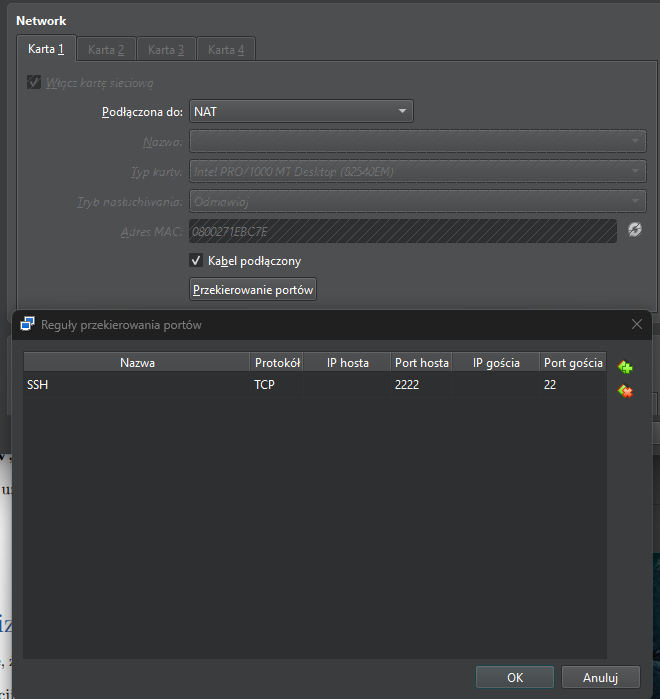 Network
Karta 1 Karta 2 Karta 3 Karta 4
Włącz kartę sieciową
Podłączona do: NAT
Nazwa:
Typ karty: Intel PRO/1000 MT Desktop (82540EM)
Tryb nasłuchiwania: Odmawiaj
Adres MAC: 0800271EBC7E
Kabel podłączony
Przekierowanie portów
Reguły przekierowania portów
Nazwa Protokół IP hosta Port hosta IP gościa Port gościa
SSH TCP 2222 22
OK Anuluj